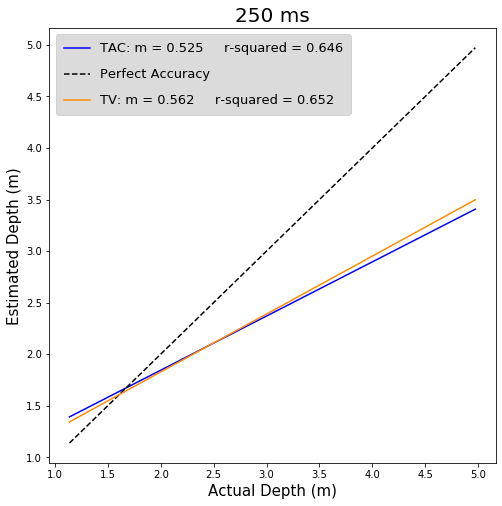 250 ms
TAC: m = 0.525 r-squared = 0.646
Perfect Accuracy
TV: m = 0.562 r-squared = 0.652
Estimated Depth (m)
5.0
4.5
4.0
3.5
3.0
2.5
2.0
1.5
1.0
1.0 1.5 2.0 2.5 3.0 3.5 4.0 4.5 5.0
Actual Depth (m)